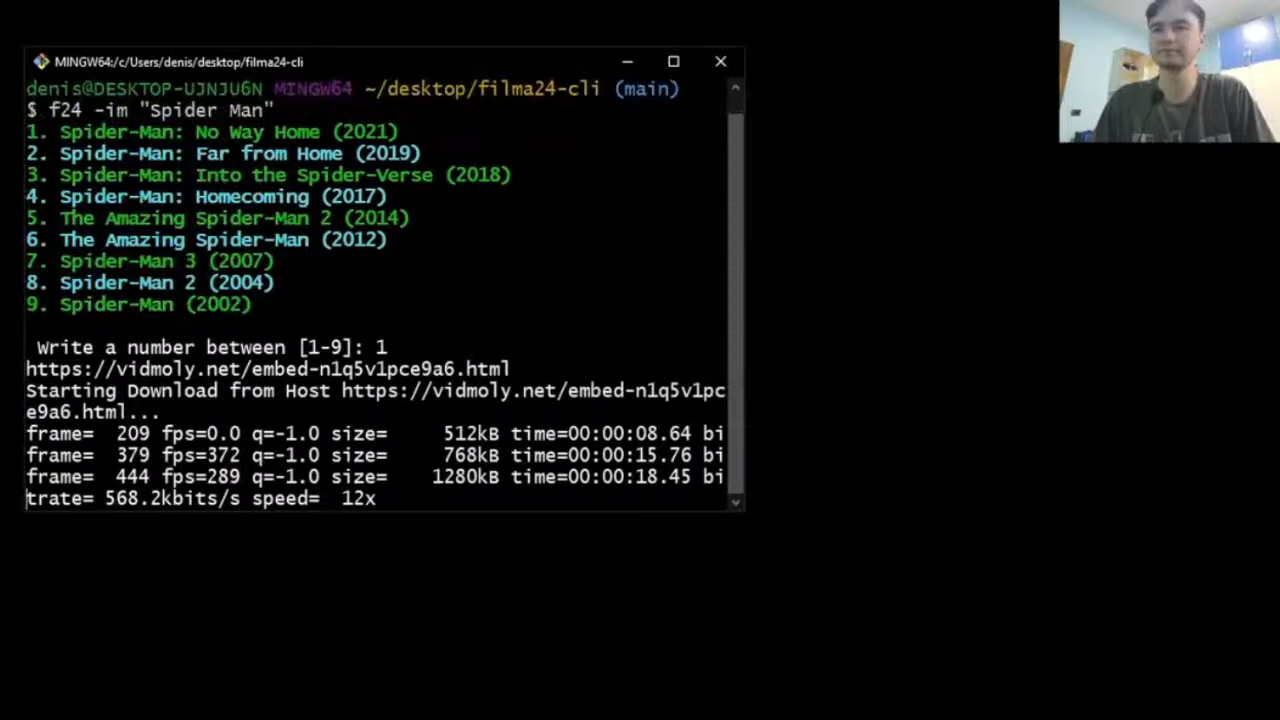 MINGW64:/c/Users/denis/desktop/filma24-cli
denis@DESKTOP-UJNJU6N MINGW64 ~/desktop/filma24-cli (main)
$ f24 -im "Spider Man"
1. Spider-Man: No Way Home (2021)
2. Spider-Man: Far from Home (2019)
3. Spider-Man: Into the Spider-Verse (2018)
4. Spider-Man: Homecoming (2017)
5. The Amazing Spider-Man 2 (2014)
6. The Amazing Spider-Man (2012)
7. Spider-Man 3 (2007)
8. Spider-Man 2 (2004)
9. Spider-Man (2002)
Write a number between [1-9]: 1
https://vidmoly.net/embed-n1q5v1pce9a6.html
Starting Download from Host https://vidmoly.net/embed-n1q5v1pc
e9a6.html...
frame=  209 fps=0.0 q=-1.0 size=     512kB time=00:00:08.64 bi
frame=  379 fps=372 q=-1.0 size=     768kB time=00:00:15.76 bi
frame=  444 fps=289 q=-1.0 size=    1280kB time=00:00:18.45 bi
trate= 568.2kbits/s speed=  12x